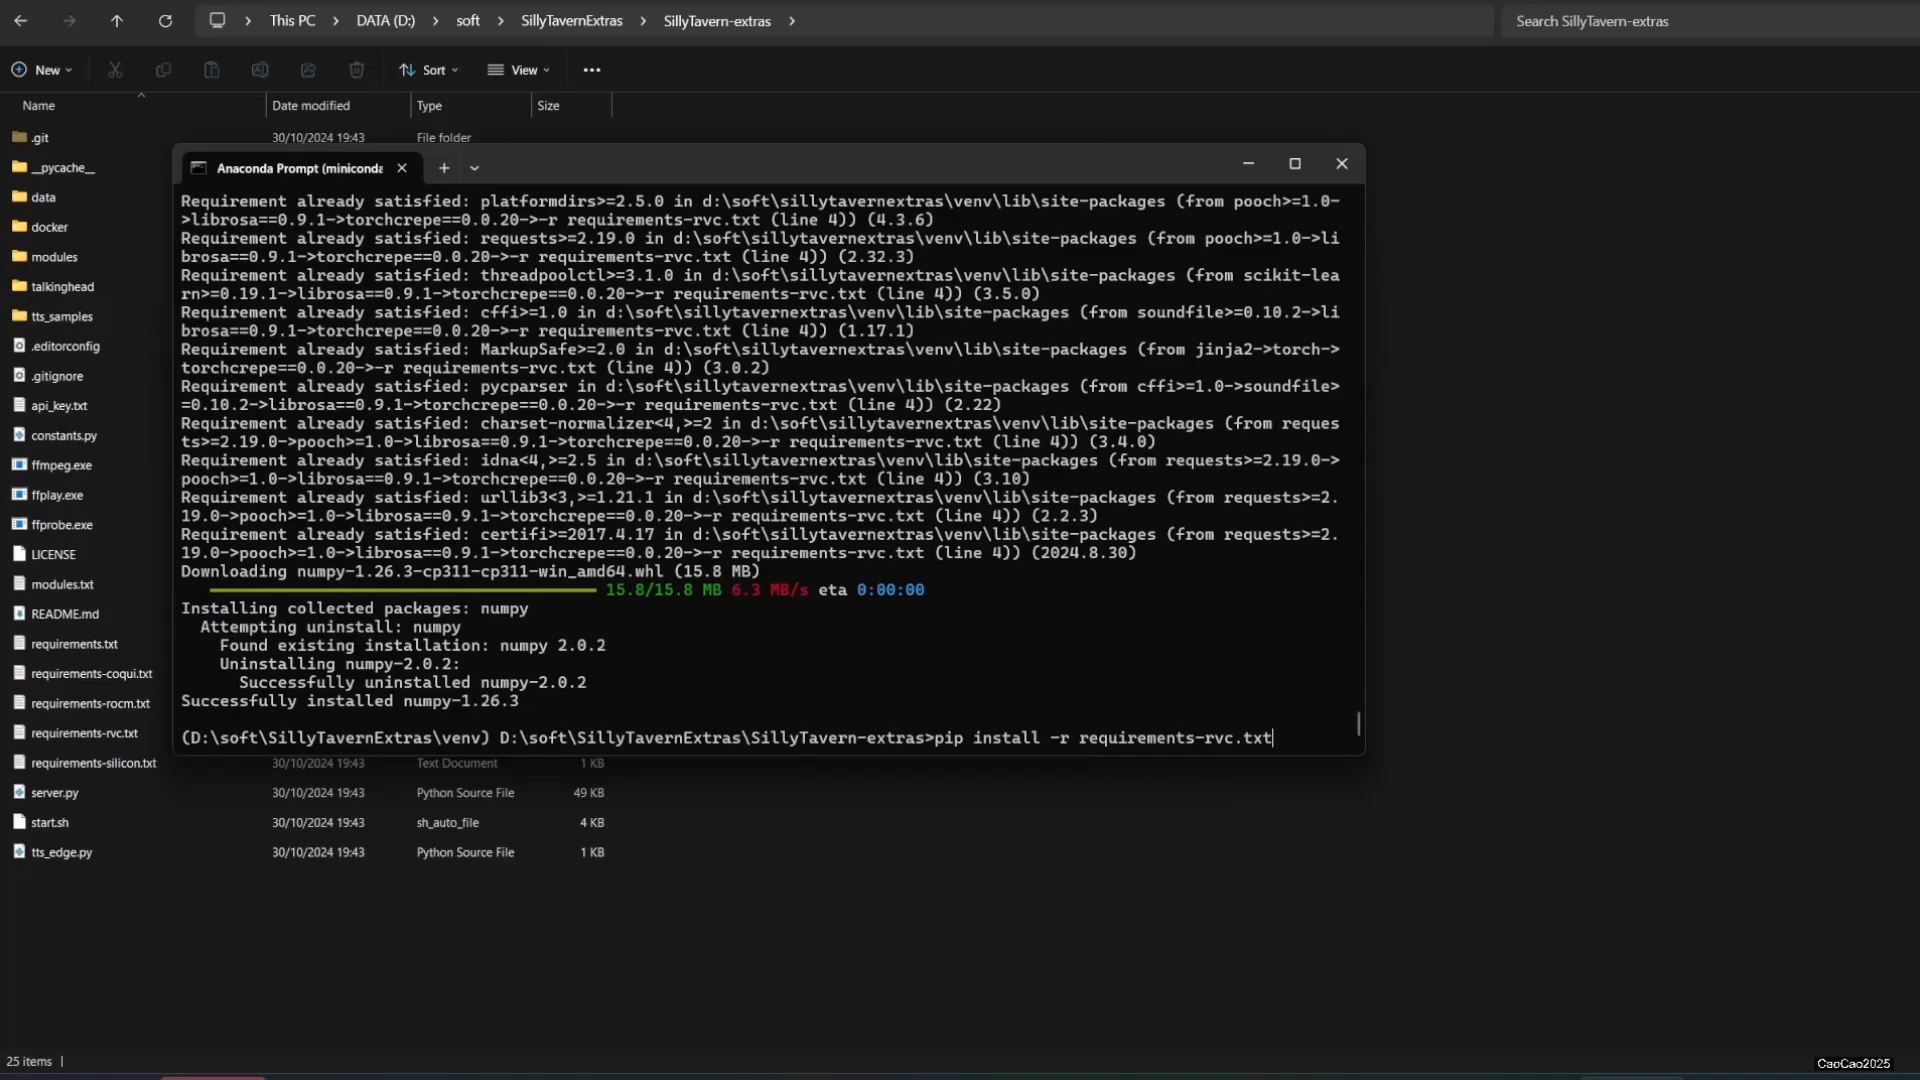 This PC
DATA (D:)
soft
SillyTavernExtras
SillyTavern-extras
Search SillyTavern-extras
New
Sort
View
Name
Date modified
Type
Size
.git
30/10/2024 19:43
File folder
__pycache__
data
docker
modules
talkinghead
tts_samples
.editorconfig
.gitignore
api_key.txt
constants.py
ffmpeg.exe
ffplay.exe
ffprobe.exe
LICENSE
modules.txt
README.md
requirements.txt
requirements-coqui.txt
requirements-rocm.txt
requirements-rvc.txt
requirements-silicon.txt
30/10/2024 19:43
Text Document
1 KB
server.py
30/10/2024 19:43
Python Source File
49 KB
start.sh
30/10/2024 19:43
sh_auto_file
4 KB
tts_edge.py
30/10/2024 19:43
Python Source File
1 KB
Anaconda Prompt (miniconda
Requirement already satisfied: platformdirs>=2.5.0 in d:\soft\sillytavernextras\venv\lib\site-packages (from pooch>=1.0-
>librosa==0.9.1->torchcrepe==0.0.20->-r requirements-rvc.txt (line 4)) (4.3.6)
Requirement already satisfied: requests>=2.19.0 in d:\soft\sillytavernextras\venv\lib\site-packages (from pooch>=1.0->li
brosa==0.9.1->torchcrepe==0.0.20->-r requirements-rvc.txt (line 4)) (2.32.3)
Requirement already satisfied: threadpoolctl>=3.1.0 in d:\soft\sillytavernextras\venv\lib\site-packages (from scikit-lea
rn>=0.19.1->librosa==0.9.1->torchcrepe==0.0.20->-r requirements-rvc.txt (line 4)) (3.5.0)
Requirement already satisfied: cffi>=1.0 in d:\soft\sillytavernextras\venv\lib\site-packages (from soundfile>=0.10.2->li
brosa==0.9.1->torchcrepe==0.0.20->-r requirements-rvc.txt (line 4)) (1.17.1)
Requirement already satisfied: MarkupSafe>=2.0 in d:\soft\sillytavernextras\venv\lib\site-packages (from jinja2->torch->
torchcrepe==0.0.20->-r requirements-rvc.txt (line 4)) (3.0.2)
Requirement already satisfied: pycparser in d:\soft\sillytavernextras\venv\lib\site-packages (from cffi>=1.0->soundfile>
=0.10.2->librosa==0.9.1->torchcrepe==0.0.20->-r requirements-rvc.txt (line 4)) (2.22)
Requirement already satisfied: charset-normalizer<4,>=2 in d:\soft\sillytavernextras\venv\lib\site-packages (from reques
ts>=2.19.0->pooch>=1.0->librosa==0.9.1->torchcrepe==0.0.20->-r requirements-rvc.txt (line 4)) (3.4.0)
Requirement already satisfied: idna<4,>=2.5 in d:\soft\sillytavernextras\venv\lib\site-packages (from requests>=2.19.0->
pooch>=1.0->librosa==0.9.1->torchcrepe==0.0.20->-r requirements-rvc.txt (line 4)) (3.10)
Requirement already satisfied: urllib3<3,>=1.21.1 in d:\soft\sillytavernextras\venv\lib\site-packages (from requests>=2.
19.0->pooch>=1.0->librosa==0.9.1->torchcrepe==0.0.20->-r requirements-rvc.txt (line 4)) (2.2.3)
Requirement already satisfied: certifi>=2017.4.17 in d:\soft\sillytavernextras\venv\lib\site-packages (from requests>=2.
19.0->pooch>=1.0->librosa==0.9.1->torchcrepe==0.0.20->-r requirements-rvc.txt (line 4)) (2024.8.30)
Downloading numpy-1.26.3-cp311-cp311-win_amd64.whl (15.8 MB)
15.8/15.8 MB 6.3 MB/s eta 0:00:00
Installing collected packages: numpy
Attempting uninstall: numpy
Found existing installation: numpy 2.0.2
Uninstalling numpy-2.0.2:
Successfully uninstalled numpy-2.0.2
Successfully installed numpy-1.26.3
(D:\soft\SillyTavernExtras\venv) D:\soft\SillyTavernExtras\SillyTavern-extras>pip install -r requirements-rvc.txt
25 items
CaoCao2025